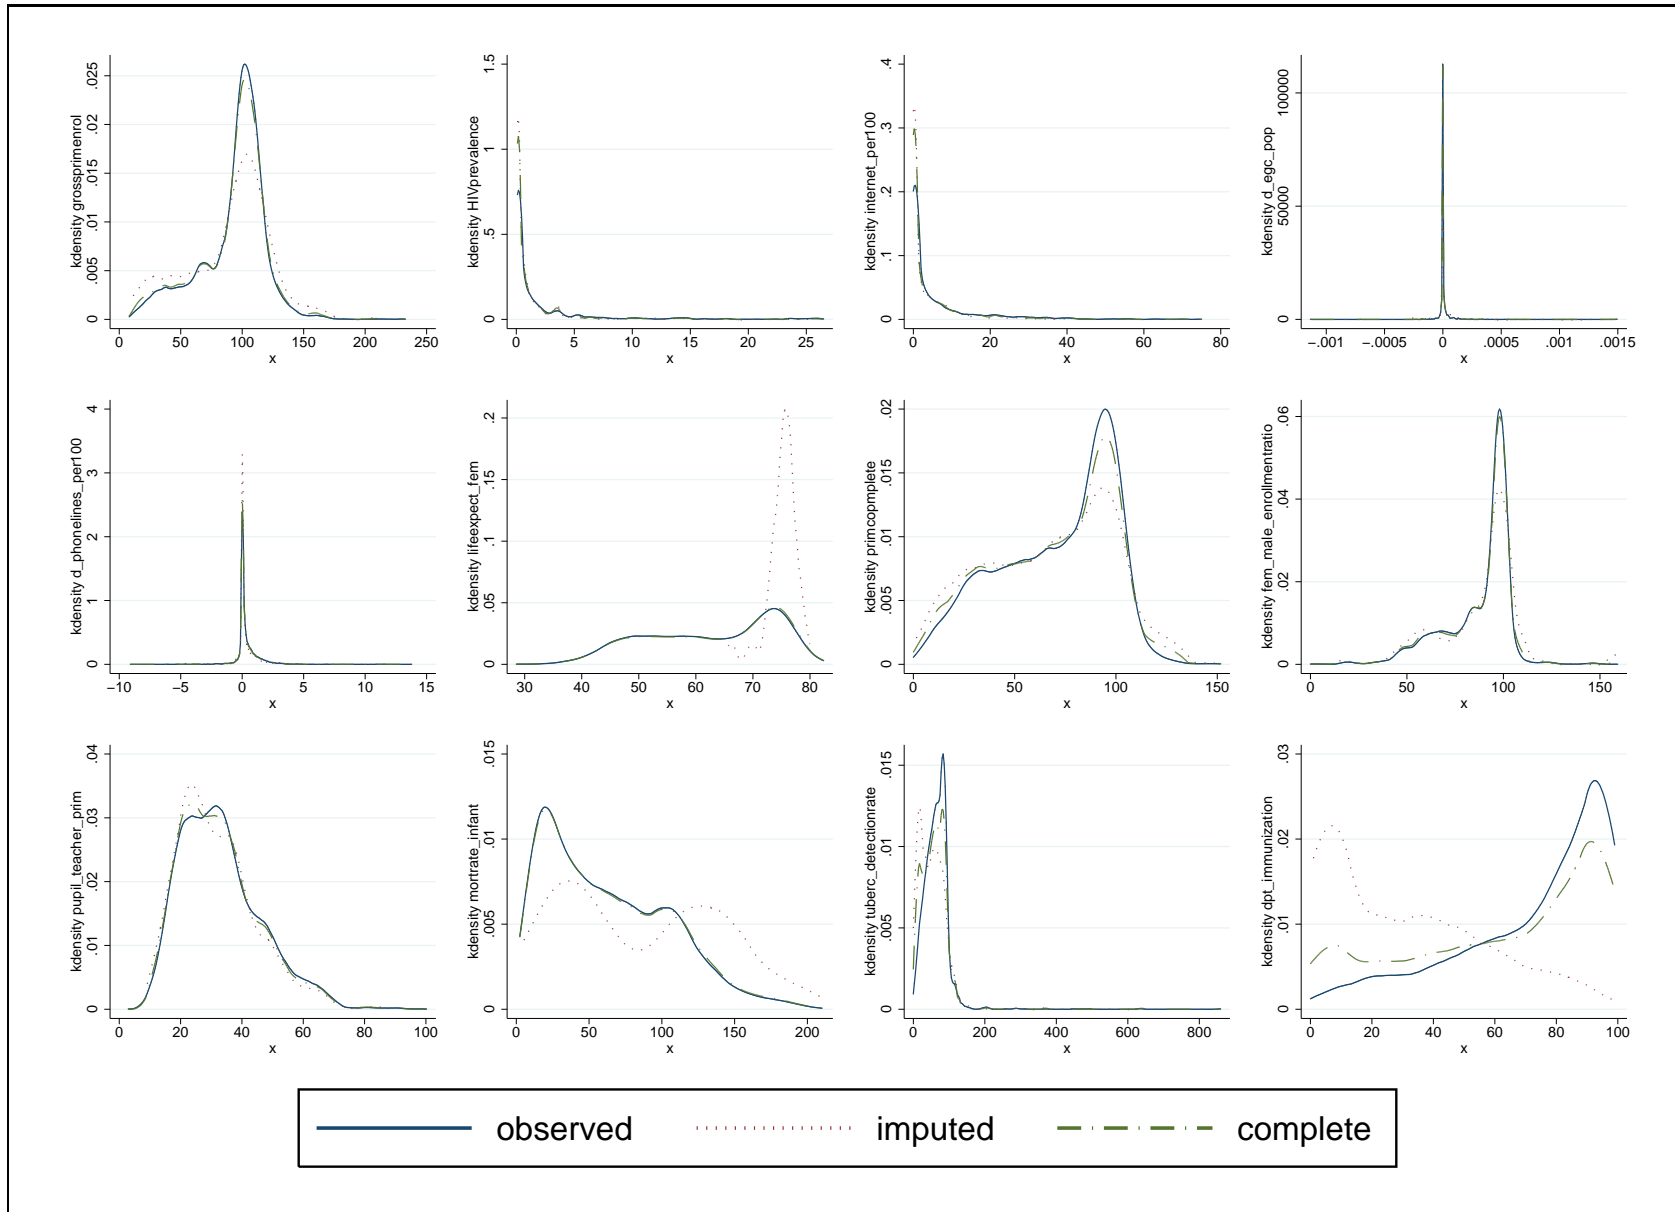 kdensity grossprimenrol
0 .005 .01 .015 .02 .025
0 50 100 150 200 250
x
kdensity HIVprevalence
0 .5 1 1.5
0 5 10 15 20 25
x
kdensity internet_per100
0 .1 .2 .3 .4
0 20 40 60 80
x
kdensity d_egc_pop
0 50000 100000
−.001 −.0005 0 .0005 .001 .0015
x
kdensity d_phonelines_per100
0 1 2 3 4
−10 −5 0 5 10 15
x
kdensity lifeexpect_fem
0 .05 .1 .15 .2
30 40 50 60 70 80
x
kdensity primcopmplete
0 .005 .01 .015 .02
0 50 100 150
x
kdensity fem_male_enrollmentratio
0 .02 .04 .06
0 50 100 150
x
kdensity pupil_teacher_prim
0 .01 .02 .03 .04
0 20 40 60 80 100
x
kdensity mortrate_infant
0 .005 .01 .015
0 50 100 150 200
x
kdensity tuberc_detectionrate
0 .005 .01 .015
0 200 400 600 800
x
kdensity dpt_immunization
0 .01 .02 .03
0 20 40 60 80 100
x
observed imputed complete